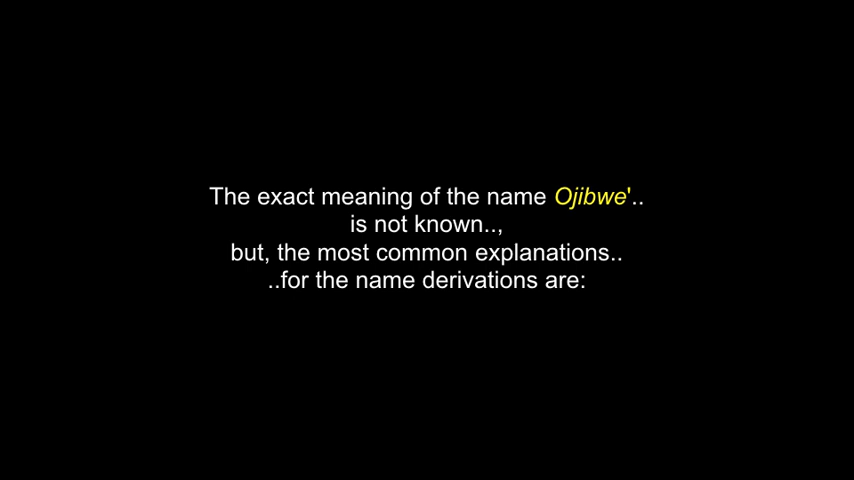 The exact meaning of the name Ojibwe'..
is not known..,
but, the most common explanations..
..for the name derivations are: